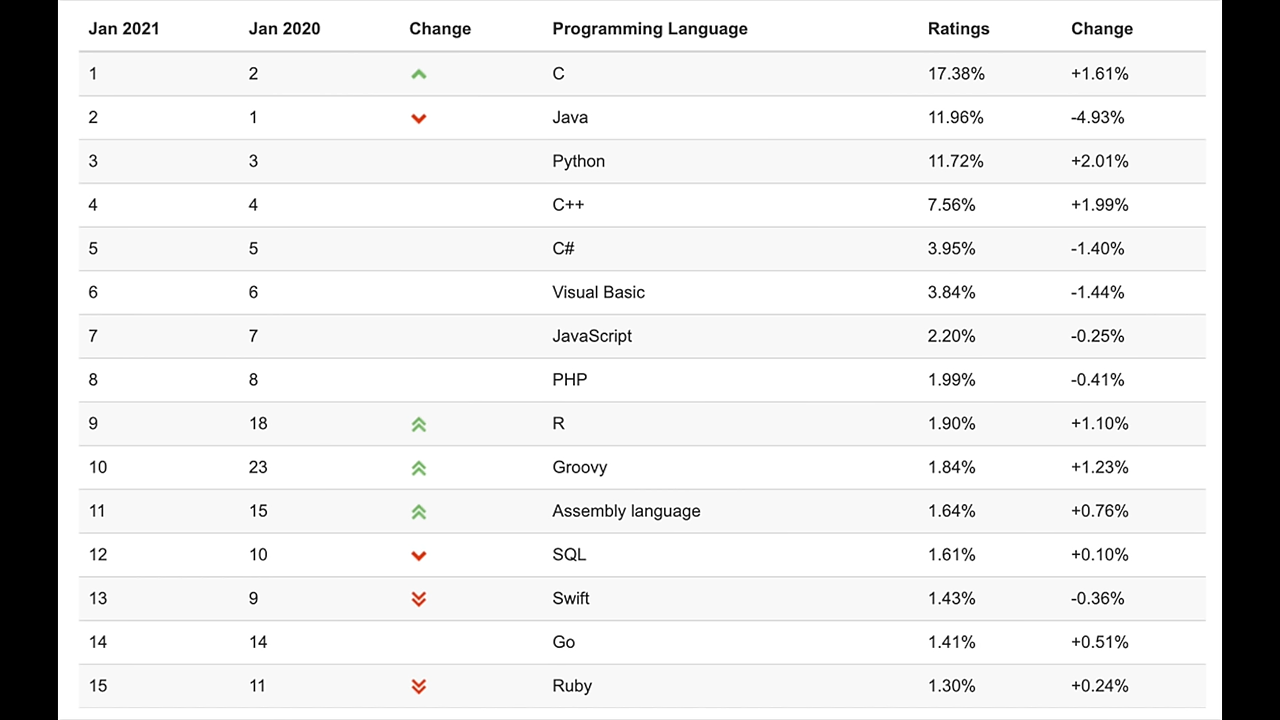 Jan 2021 Jan 2020 Change Programming Language Ratings Change
1 2 C 17.38% +1.61%
2 1 Java 11.96% -4.93%
3 3 Python 11.72% +2.01%
4 4 C++ 7.56% +1.99%
5 5 C# 3.95% -1.40%
6 6 Visual Basic 3.84% -1.44%
7 7 JavaScript 2.20% -0.25%
8 8 PHP 1.99% -0.41%
9 18 R 1.90% +1.10%
10 23 Groovy 1.84% +1.23%
11 15 Assembly language 1.64% +0.76%
12 10 SQL 1.61% +0.10%
13 9 Swift 1.43% -0.36%
14 14 Go 1.41% +0.51%
15 11 Ruby 1.30% +0.24%